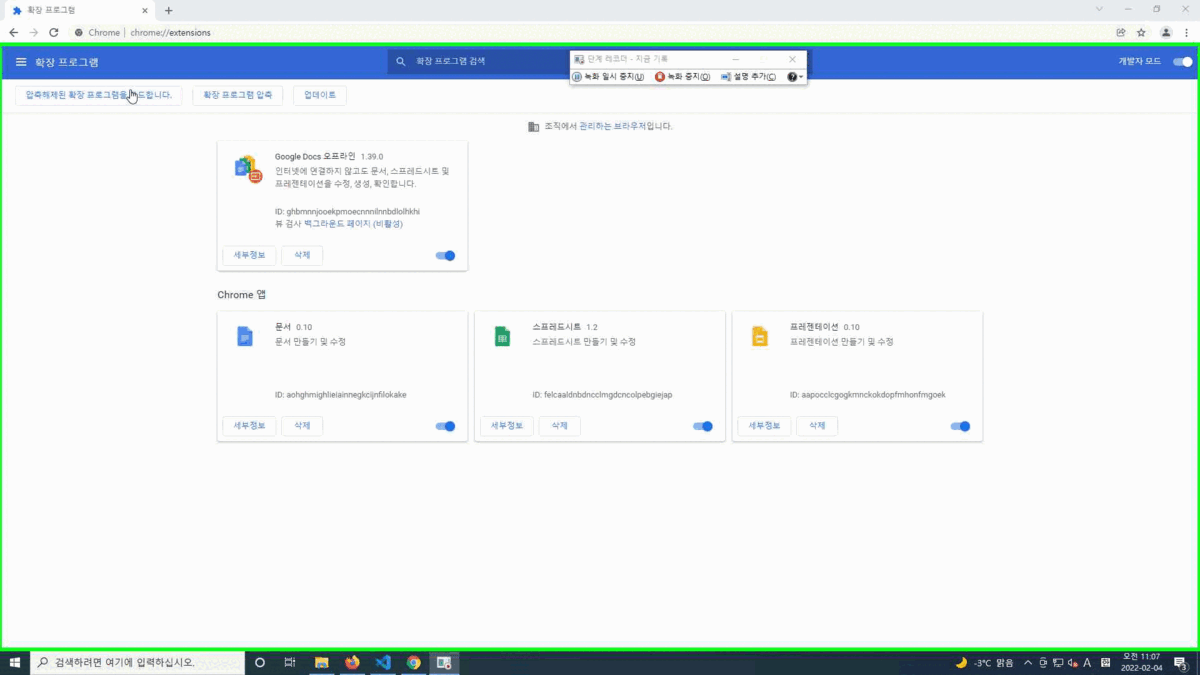 확장 프로그램
Chrome
chrome://extensions
확장 프로그램
확장 프로그램 검색
단계 레코더 - 지금 기록
녹화 일시 중지(U)
녹화 중지(O)
설명 추가(C)
개발자 모드
압축해제된 확장 프로그램을 드합니다.
확장 프로그램 압축
업데이트
조직에서 관리하는 브라우저입니다.
Google Docs 오프라인 1.39.0
인터넷에 연결하지 않고도 문서, 스프레드시트 및
프레젠테이션을 수정, 생성, 확인합니다.
ID: ghbmnnjooekpmoecnnnilnnbdlolhkhi
뷰 검사 백그라운드 페이지 (비활성)
세부정보
삭제
Chrome 앱
문서 0.10
문서 만들기 및 수정
ID: aohghmighlieiainnegkcijnfilokake
세부정보
삭제
스프레드시트 1.2
스프레드시트 만들기 및 수정
ID: felcaaldnbdncclmgdcncolpebgiejap
세부정보
삭제
프레젠테이션 0.10
프레젠테이션 만들기 및 수정
ID: aapocclcgogkmnckokdopfmhonfmgoek
세부정보
삭제
검색하려면 여기에 입력하십시오.
-3°C 맑음
A
오전 11:07
2022-02-04
3